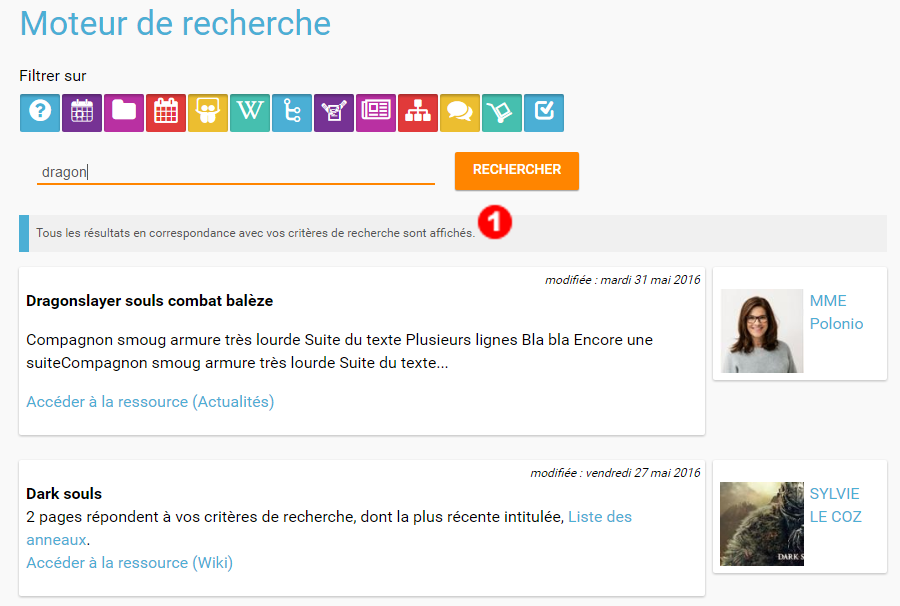 Moteur de recherche
Filtrer sur
?
W
dragon
RECHERCHER
Tous les résultats en correspondance avec vos critères de recherche sont affichés.
1
modifiée : mardi 31 mai 2016
Dragonslayer souls combat balèze
Compagnon smoug armure très lourde Suite du texte Plusieurs lignes Bla bla Encore une
suiteCompagnon smoug armure très lourde Suite du texte...
Accéder à la ressource (Actualités)
MME
Polonio
modifiée : vendredi 27 mai 2016
Dark souls
2 pages répondent à vos critères de recherche, dont la plus récente intitulée, Liste des
anneaux.
Accéder à la ressource (Wiki)
DARK S
SYLVIE
LE COZ